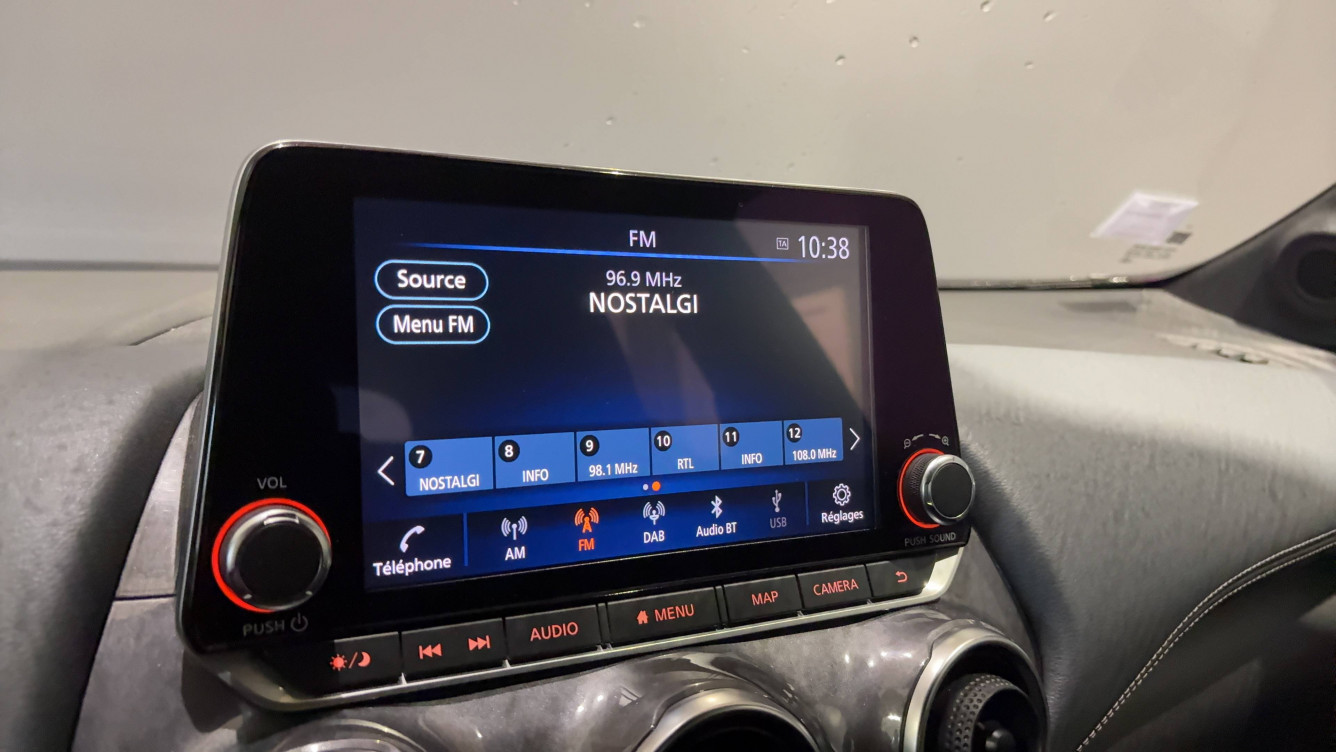 FM
TA 10:38
Source
96.9 MHz
NOSTALGI
Menu FM
7 NOSTALGI
8 INFO
9 98.1 MHz
10 RTL
11 INFO
12 108.0 MHz
Téléphone
AM
FM
DAB
Audio BT
USB
Réglages
VOL
PUSH
PUSH SOUND
AUDIO
MENU
MAP
CAMERA